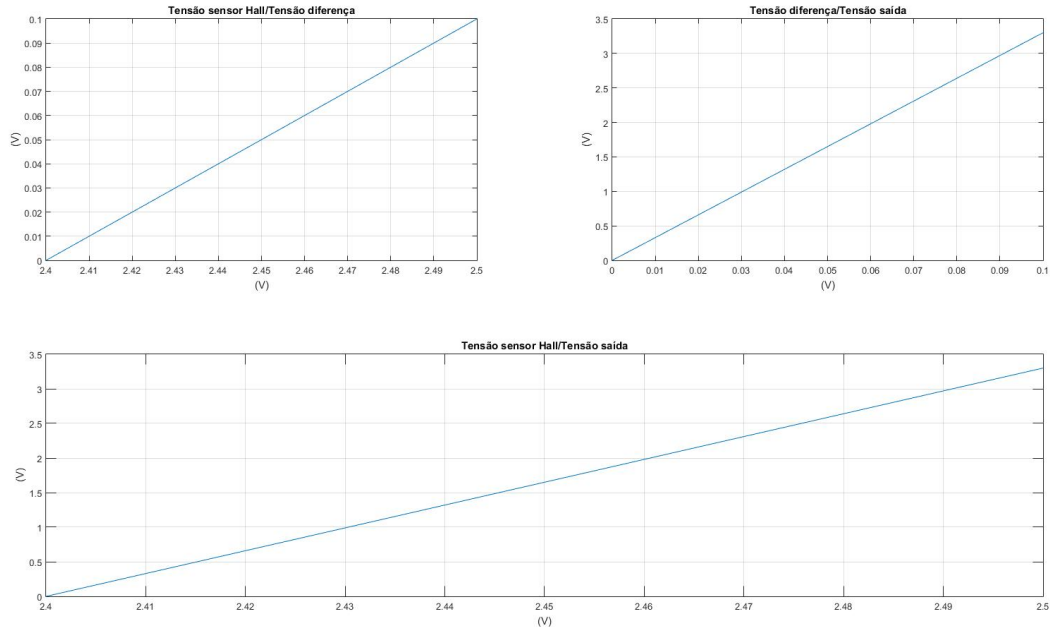 Tensão sensor Hall/Tensão diferença
0.1
0.09
0.08
0.07
0.06
0.05
0.04
0.03
0.02
0.01
0
(V)
2.4 2.41 2.42 2.43 2.44 2.45 2.46 2.47 2.48 2.49 2.5
(V)
Tensão diferença/Tensão saída
3.5
3
2.5
2
1.5
1
0.5
0
(V)
0 0.01 0.02 0.03 0.04 0.05 0.06 0.07 0.08 0.09 0.1
(V)
Tensão sensor Hall/Tensão saída
3.5
3
2.5
2
1.5
1
0.5
0
(V)
2.4 2.41 2.42 2.43 2.44 2.45 2.46 2.47 2.48 2.49 2.5
(V)